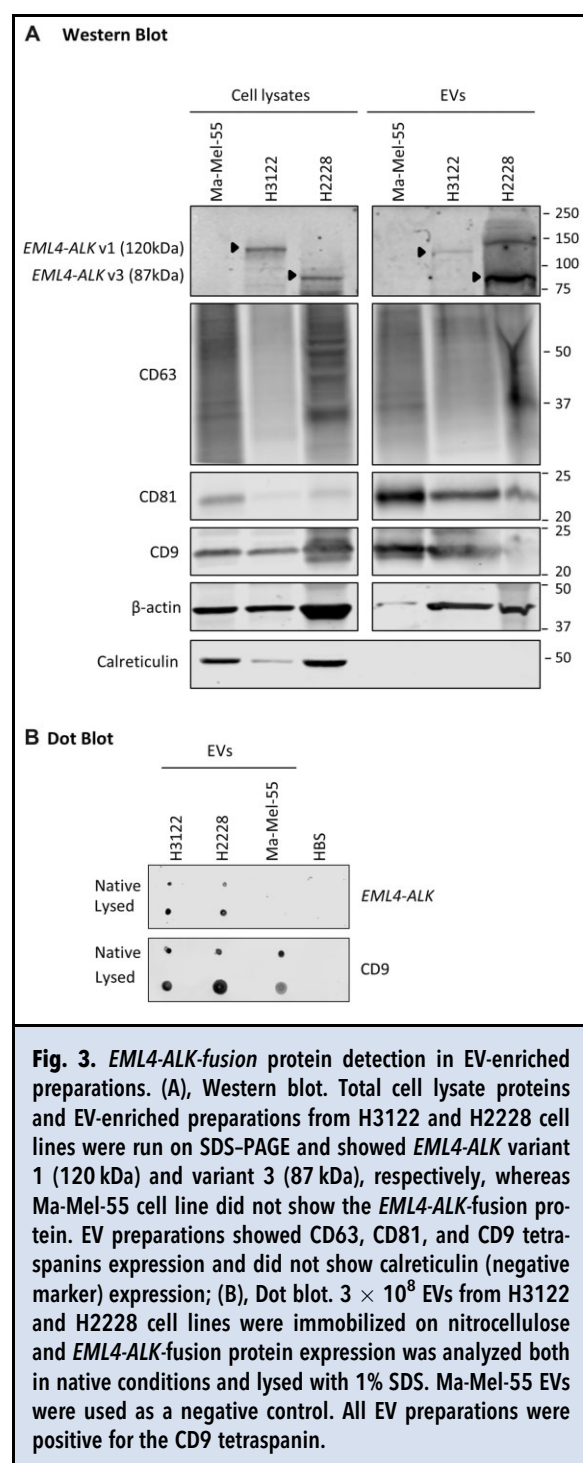 A Western Blot
Cell lysates
EVs
Ma-Mel-55
H3122
H2228
Ma-Mel-55
H3122
H2228
EML4-ALK v1 (120kDa)
EML4-ALK v3 (87kDa)
250
150
100
75
CD63
50
37
CD81
25
20
CD9
25
20
β-actin
50
37
Calreticulin
50
B Dot Blot
EVs
H3122
H2228
Ma-Mel-55
HBS
Native
Lysed
EML4-ALK
Native
Lysed
CD9
Fig. 3. EML4-ALK-fusion protein detection in EV-enriched
preparations. (A), Western blot. Total cell lysate proteins
and EV-enriched preparations from H3122 and H2228 cell
lines were run on SDS–PAGE and showed EML4-ALK variant
1 (120 kDa) and variant 3 (87 kDa), respectively, whereas
Ma-Mel-55 cell line did not show the EML4-ALK-fusion pro-
tein. EV preparations showed CD63, CD81, and CD9 tetra-
spanins expression and did not show calreticulin (negative
marker) expression; (B), Dot blot. 3 × 10⁸ EVs from H3122
and H2228 cell lines were immobilized on nitrocellulose
and EML4-ALK-fusion protein expression was analyzed both
in native conditions and lysed with 1% SDS. Ma-Mel-55 EVs
were used as a negative control. All EV preparations were
positive for the CD9 tetraspanin.